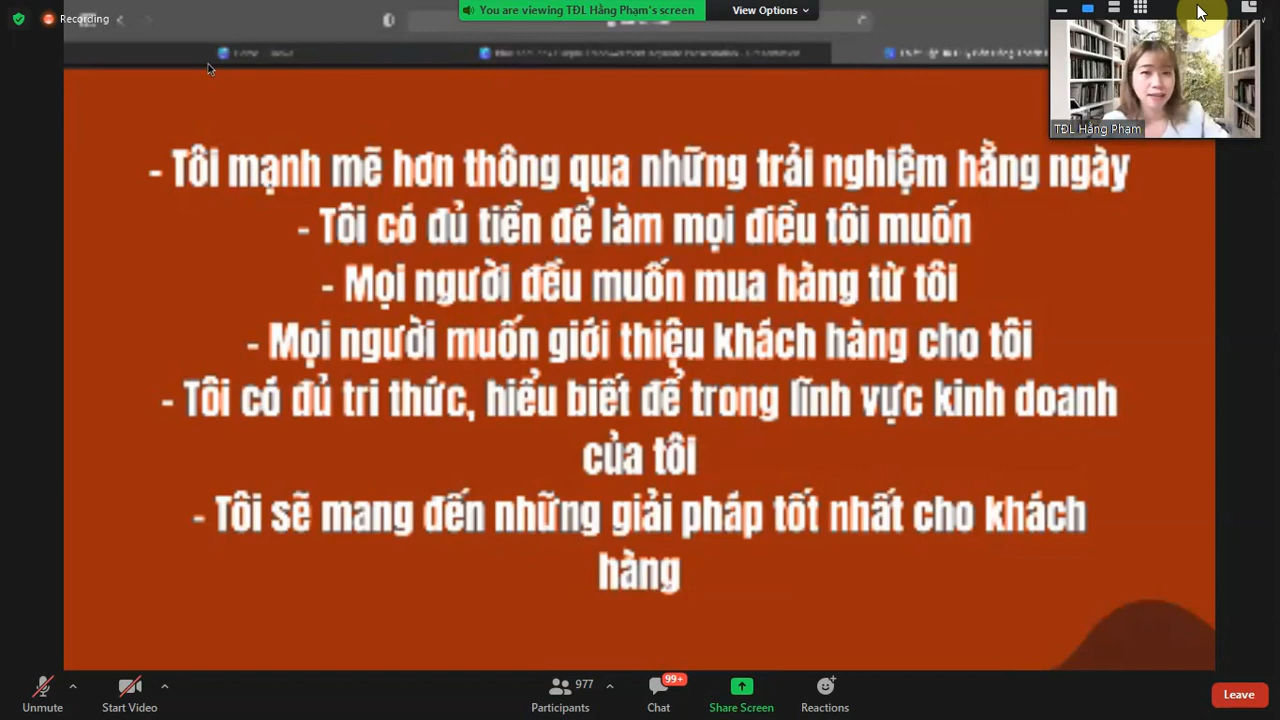 Recording
You are viewing TĐL Hằng Phạm's screen
View Options
TĐL Hằng Phạm
- Tôi mạnh mẽ hơn thông qua những trải nghiệm hằng ngày
- Tôi có đủ tiền để làm mọi điều tôi muốn
- Mọi người đều muốn mua hàng từ tôi
- Mọi người muốn giới thiệu khách hàng cho tôi
- Tôi có đủ tri thức, hiểu biết để trong lĩnh vực kinh doanh
của tôi
- Tôi sẽ mang đến những giải pháp tốt nhất cho khách
hàng
Unmute
Start Video
977
Participants
99+
Chat
Share Screen
Reactions
Leave